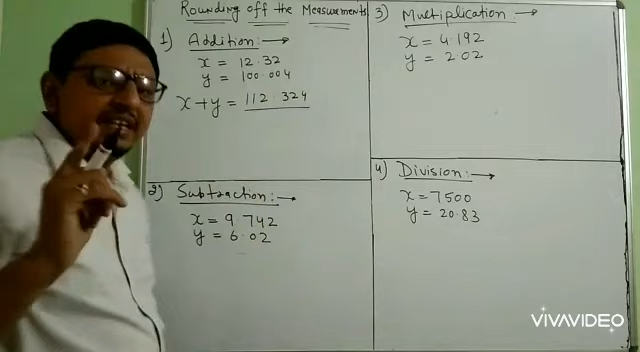 Rounding off the Measurements
1) Addition:→
x = 12.32
y = 100.004
x+y = 112.324
2) Subtraction:→
x = 9.742
y = 6.02
3) Multiplication:→
x = 4.192
y = 2.02
4) Division:→
x = 7500
y = 20.83
VIVAVIDEO